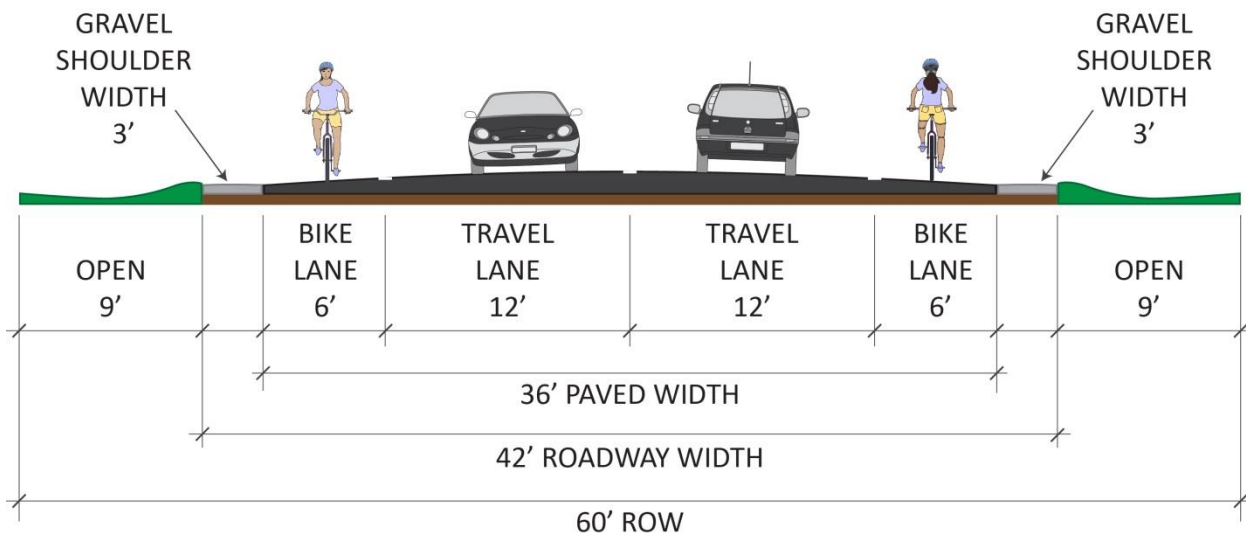 GRAVEL
SHOULDER
WIDTH
3’
GRAVEL
SHOULDER
WIDTH
3’
OPEN
9’
BIKE
LANE
6’
TRAVEL
LANE
12’
TRAVEL
LANE
12’
BIKE
LANE
6’
OPEN
9’
36’ PAVED WIDTH
42’ ROADWAY WIDTH
60’ ROW